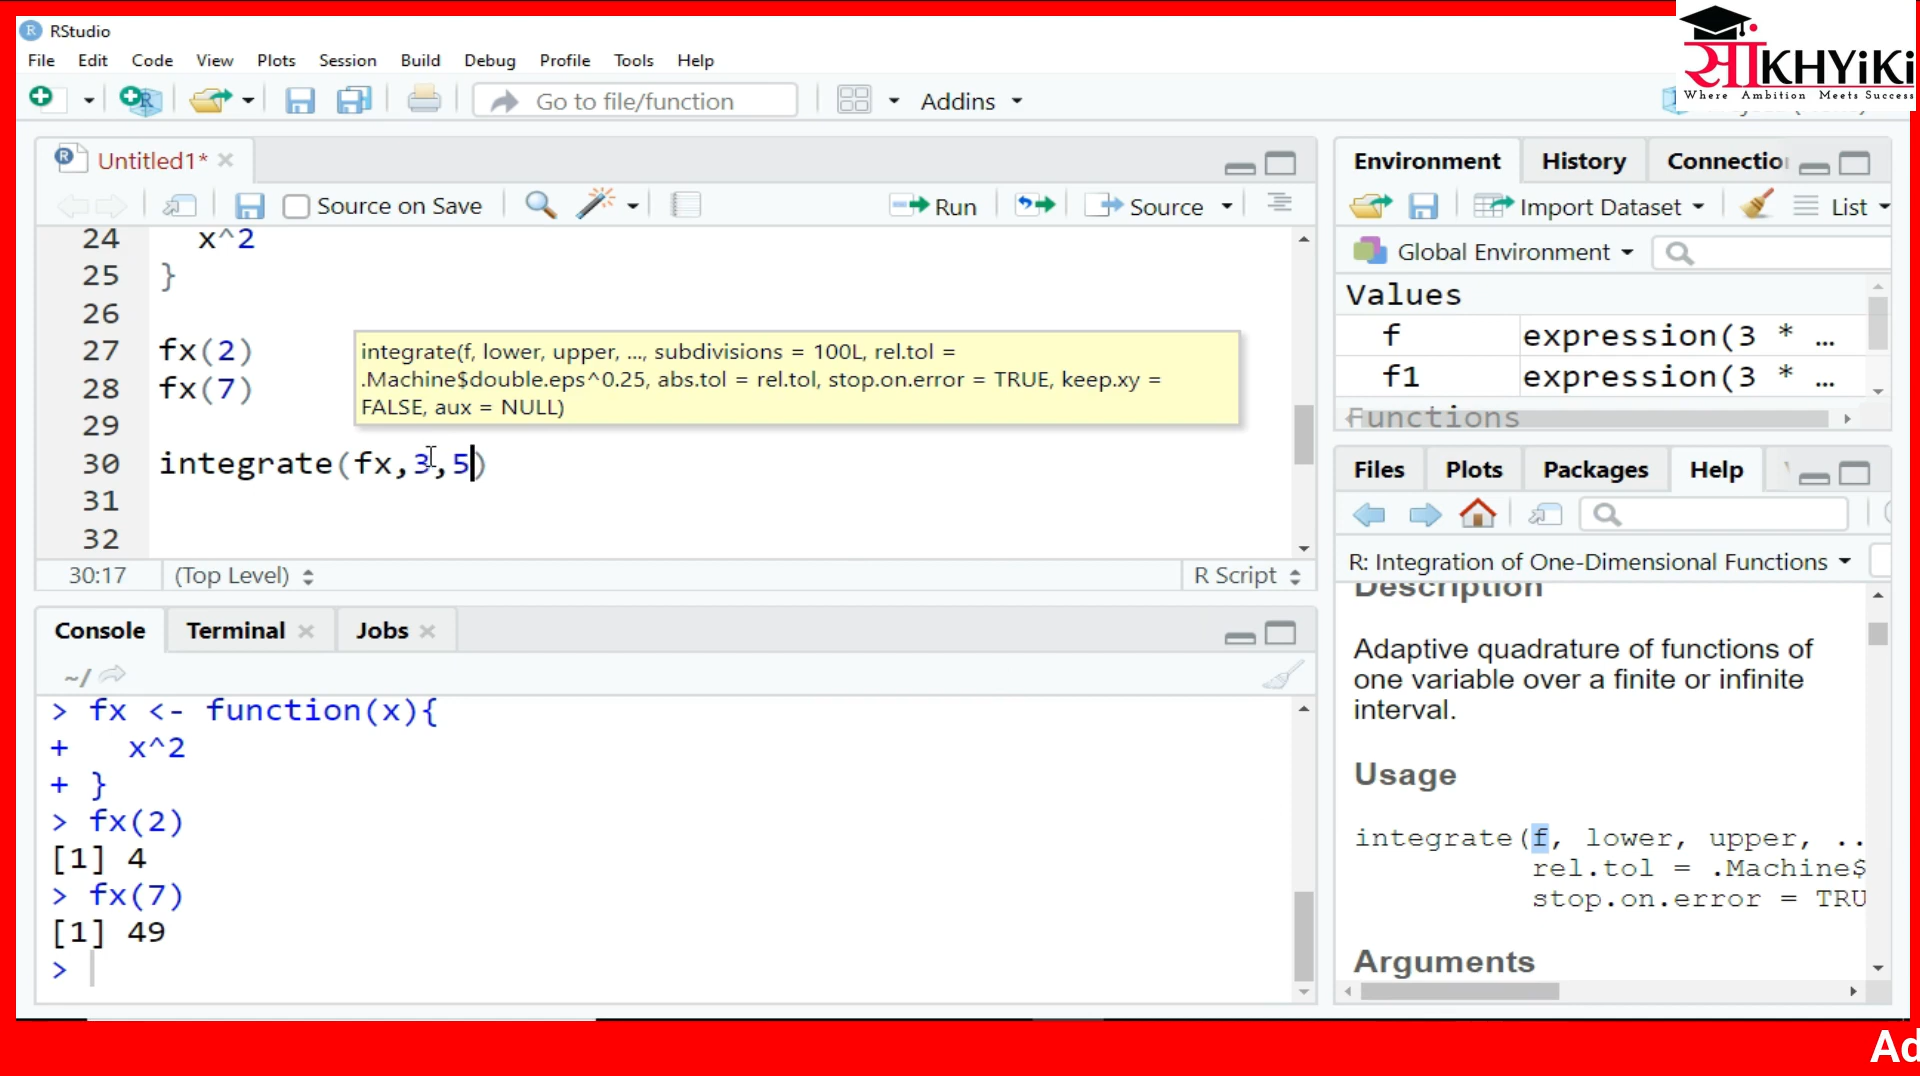 RStudio
File Edit Code View Plots Session Build Debug Profile Tools Help
सांKHYiKi
Where Ambition Meets Success
Go to file/function Addins
Untitled1*
Source on Save Run Source
24 x^2
25 }
26
27 fx(2)
28 fx(7)
29
30 integrate(fx,3,5)
31
32
integrate(f, lower, upper, ..., subdivisions = 100L, rel.tol =
.Machine$double.eps^0.25, abs.tol = rel.tol, stop.on.error = TRUE, keep.xy =
FALSE, aux = NULL)
30:17 (Top Level) R Script
Console Terminal Jobs
~/
> fx <- function(x){
+ x^2
+ }
> fx(2)
[1] 4
> fx(7)
[1] 49
>
Environment History Connectio
Import Dataset List
Global Environment
Values
f expression(3 * …
f1 expression(3 * …
Functions
Files Plots Packages Help
R: Integration of One-Dimensional Functions
Description
Adaptive quadrature of functions of
one variable over a finite or infinite
interval.
Usage
integrate(f, lower, upper, ..
rel.tol = .Machine$
stop.on.error = TRU
Arguments
Ad